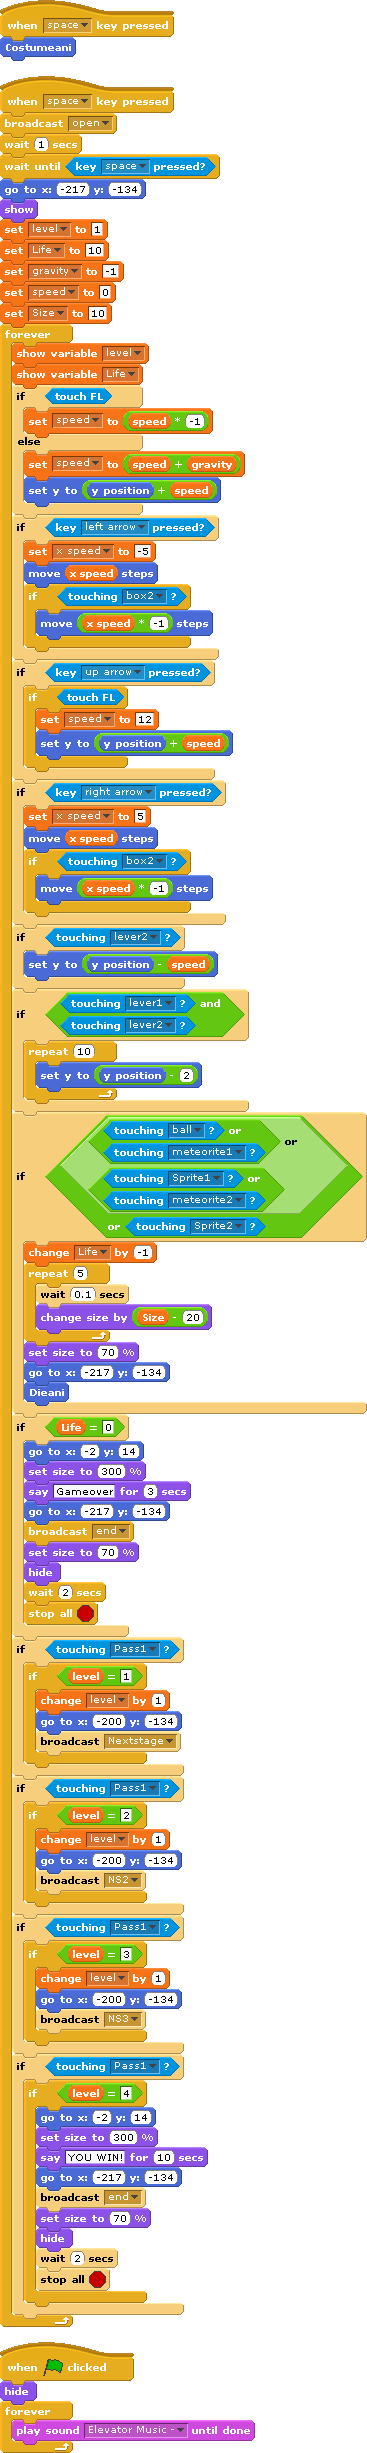 when space key pressed
Costumeani
when space key pressed
broadcast open
wait 1 secs
wait until key space pressed?
go to x: -217 y: -134
show
set level to 1
set Life to 10
set gravity to -1
set speed to 0
set Size to 10
forever
show variable level
show variable Life
if touch FL
set speed to speed * -1
else
set speed to speed + gravity
set y to y position + speed
if key left arrow pressed?
set x speed to -5
move x speed steps
if touching box2 ?
move x speed * -1 steps
if key up arrow pressed?
if touch FL
set speed to 12
set y to y position + speed
if key right arrow pressed?
set x speed to 5
move x speed steps
if touching box2 ?
move x speed * -1 steps
if touching lever2 ?
set y to y position - speed
touching lever1 ? and
if
touching lever2 ?
repeat 10
set y to y position - 2
touching ball ? or
or
touching meteorite1 ?
if touching Sprite1 ? or
touching meteorite2 ?
or touching Sprite2 ?
change Life by -1
repeat 5
wait 0.1 secs
change size by Size - 20
set size to 70 %
go to x: -217 y: -134
Dieani
if Life = 0
go to x: -2 y: 14
set size to 300 %
say Gameover for 3 secs
go to x: -217 y: -134
broadcast end
set size to 70 %
hide
wait 2 secs
stop all
if touching Pass1 ?
if level = 1
change level by 1
go to x: -200 y: -134
broadcast Nextstage
if touching Pass1 ?
if level = 2
change level by 1
go to x: -200 y: -134
broadcast NS2
if touching Pass1 ?
if level = 3
change level by 1
go to x: -200 y: -134
broadcast NS3
if touching Pass1 ?
if level = 4
go to x: -2 y: 14
set size to 300 %
say YOU WIN! for 10 secs
go to x: -217 y: -134
broadcast end
set size to 70 %
hide
wait 2 secs
stop all
when clicked
hide
forever
play sound Elevator Music - until done